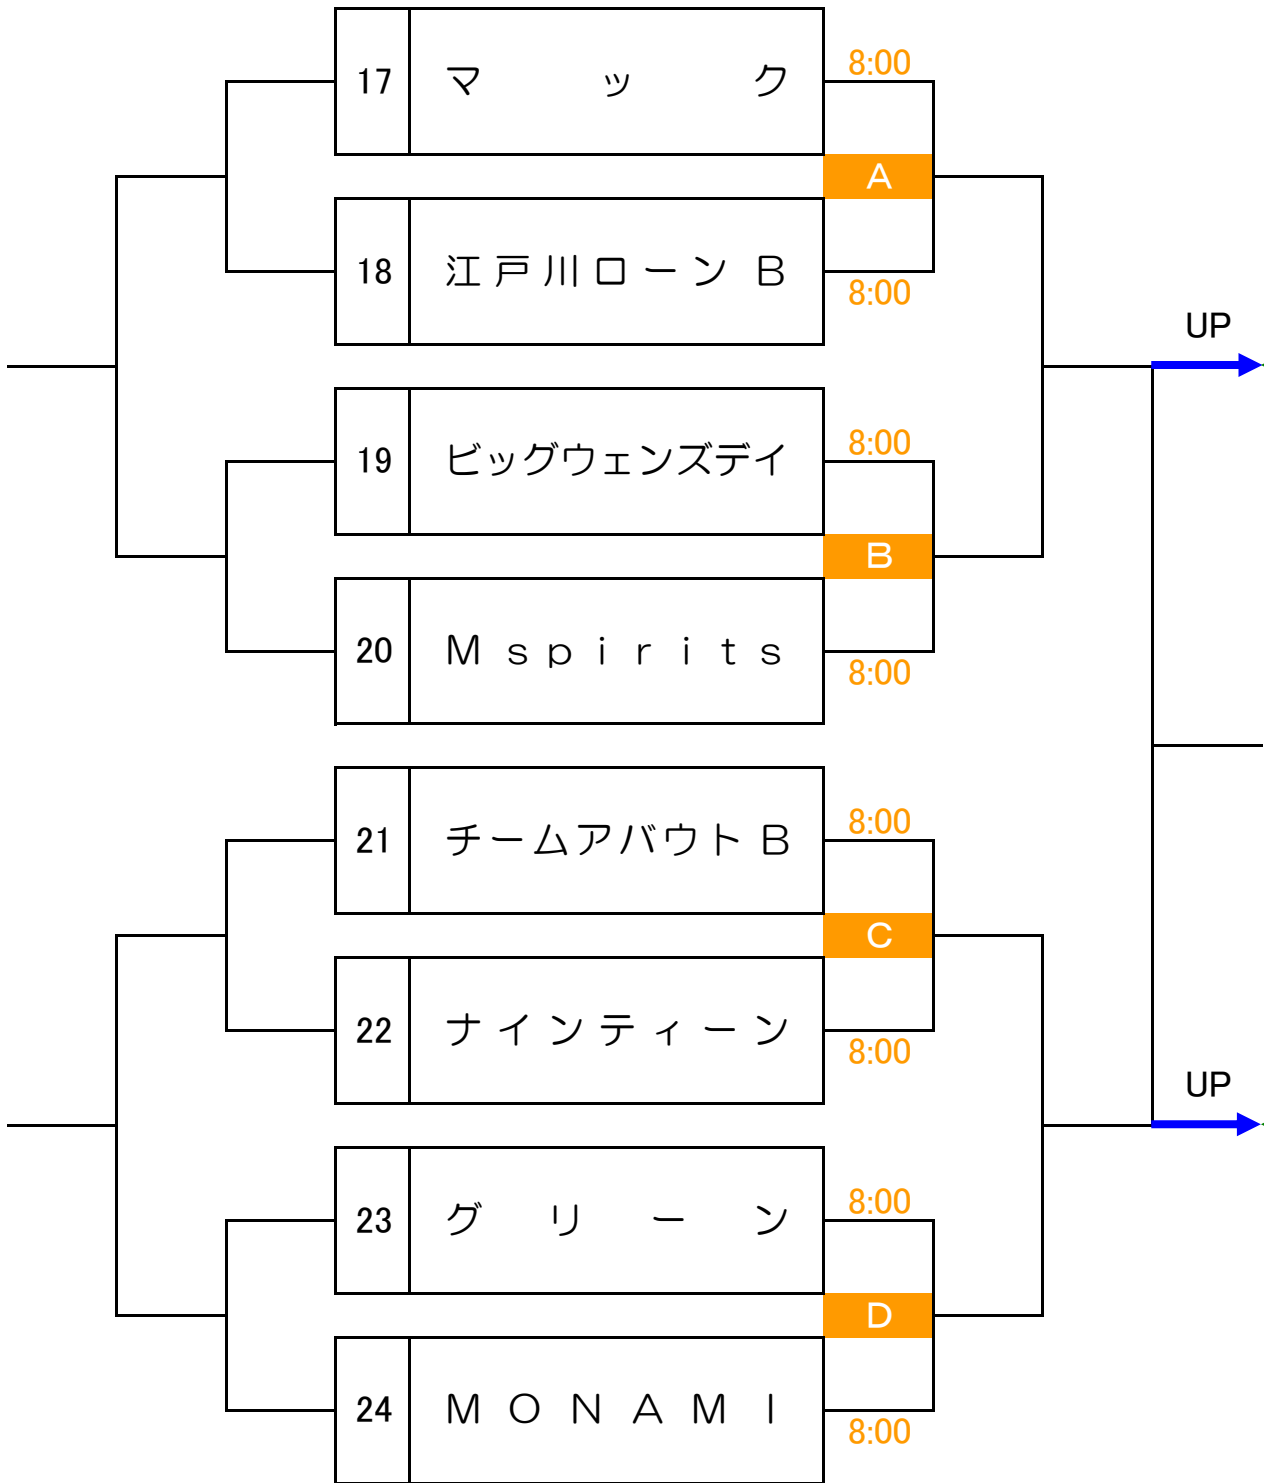 8:00
17 マック
A
18 江戸川ローンB
8:00
UP
8:00
19 ビッグウェンズデイ
B
20 Mspirits
8:00
8:00
21 チームアバウトB
C
22 ナインティーン
8:00
UP
8:00
23 グリーン
D
24 MONAMI
8:00